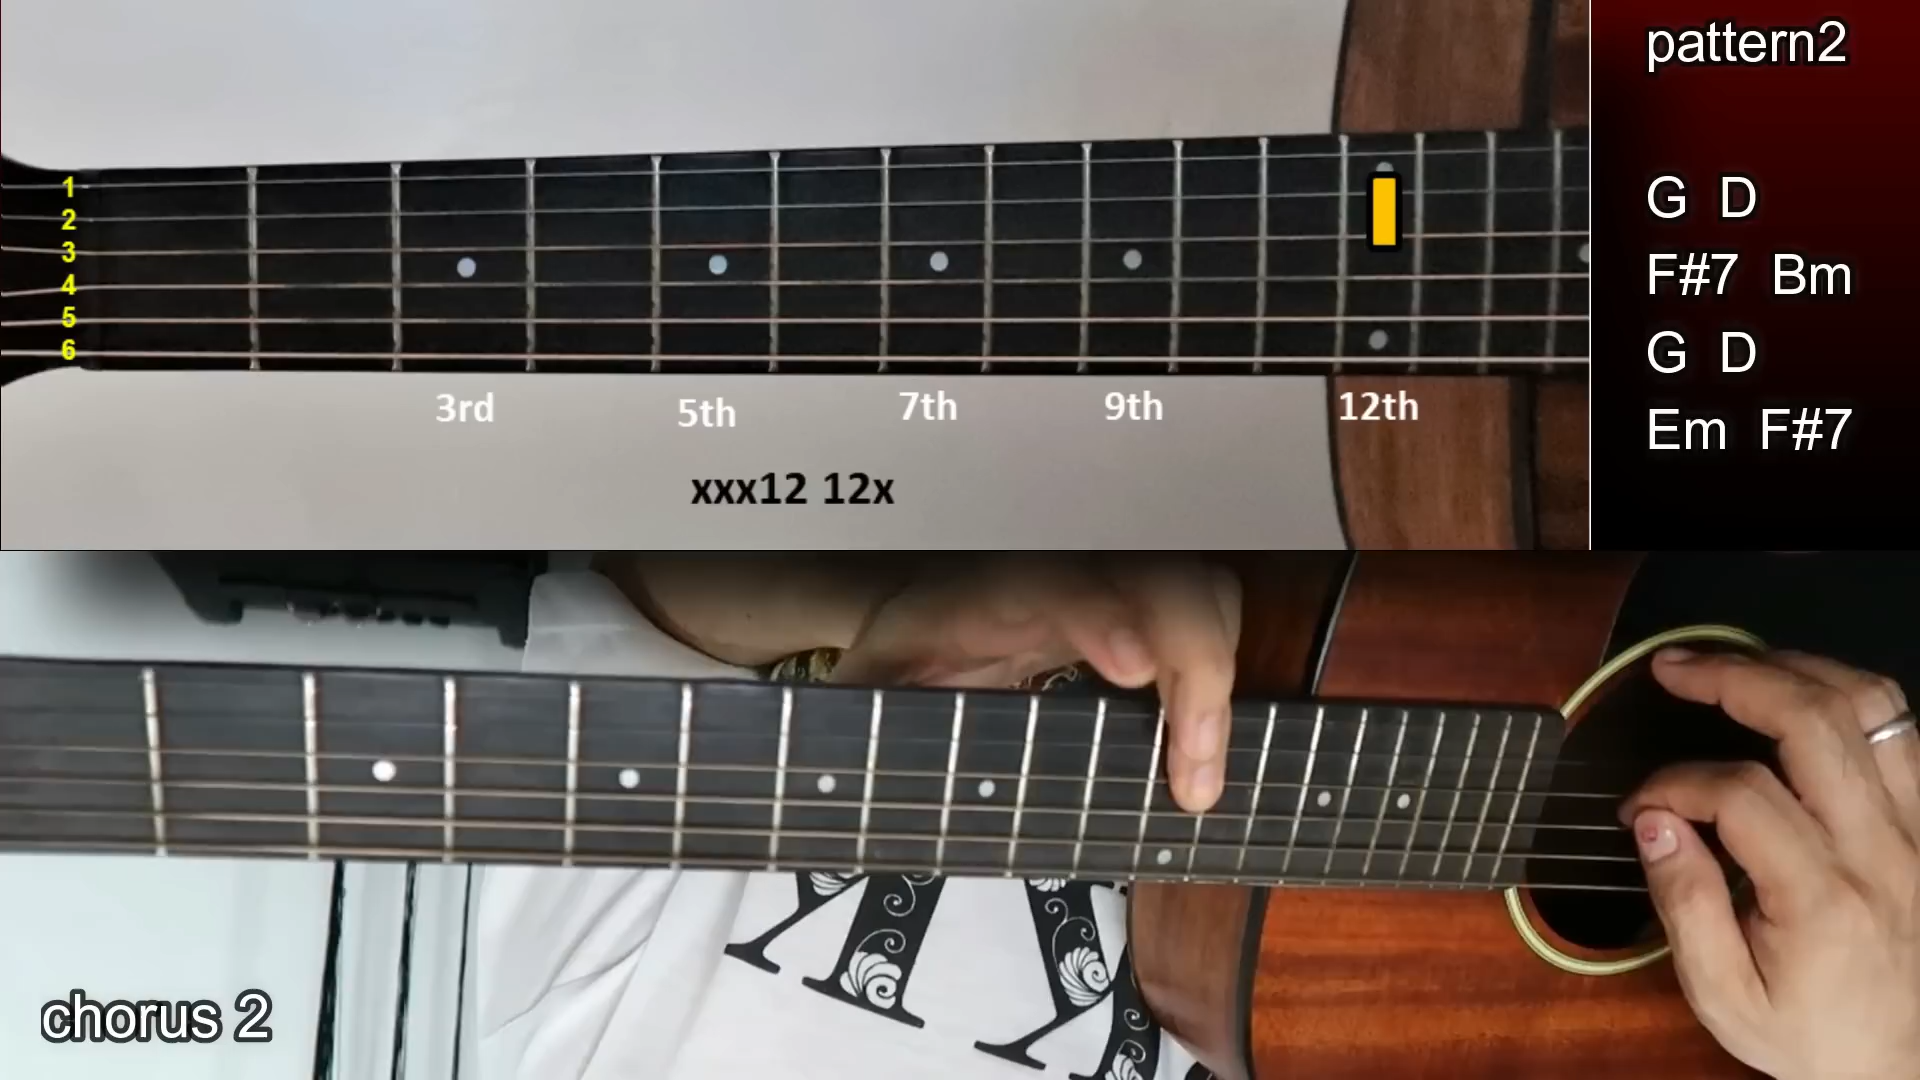 pattern2
G D
F#7 Bm
G D
Em F#7
1
2
3
4
5
6
3rd 5th 7th 9th 12th
xxx12 12x
chorus 2